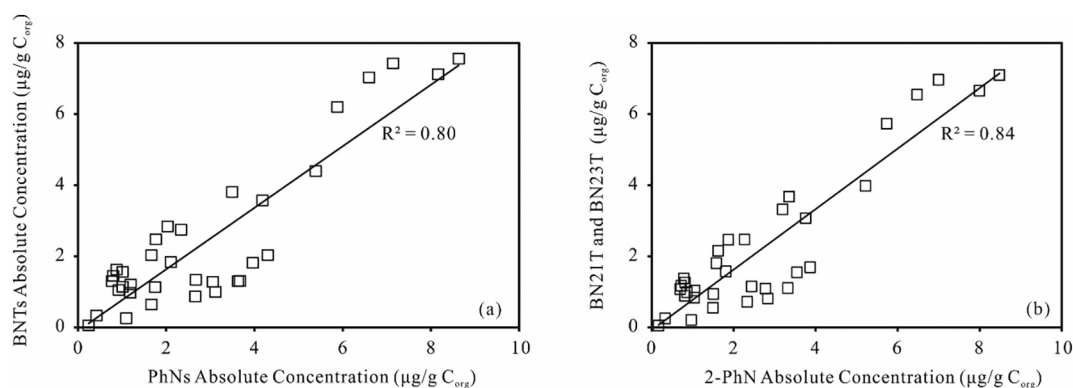 BNTs Absolute Concentration (μg/g Corg)
8
6
4
2
0
R² = 0.80
(a)
0 2 4 6 8 10
PhNs Absolute Concentration (μg/g Corg)
BN21T and BN23T (μg/g Corg)
8
6
4
2
0
R² = 0.84
(b)
0 2 4 6 8 10
2-PhN Absolute Concentration (μg/g Corg)